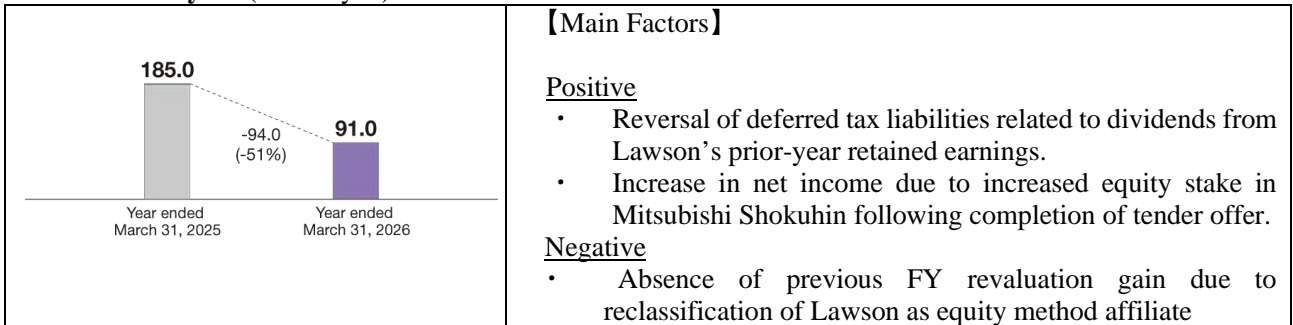 185.0
-94.0
(-51%)
91.0
Year ended
March 31, 2025
Year ended
March 31, 2026
【Main Factors】
Positive
・ Reversal of deferred tax liabilities related to dividends from
Lawson’s prior-year retained earnings.
・ Increase in net income due to increased equity stake in
Mitsubishi Shokuhin following completion of tender offer.
Negative
・ Absence of previous FY revaluation gain due to
reclassification of Lawson as equity method affiliate